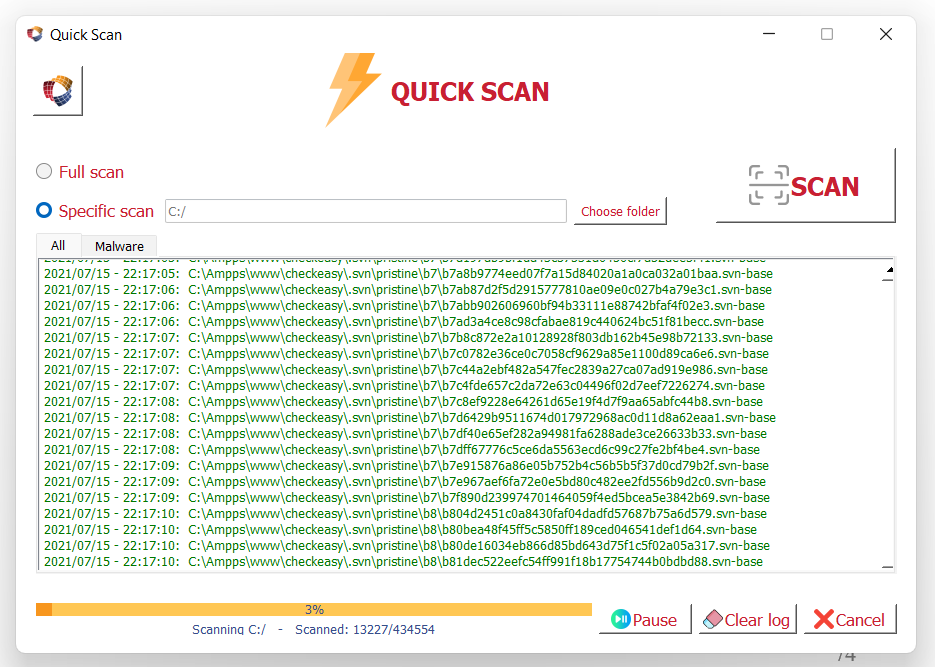 Quick Scan
QUICK SCAN
Full scan
SCAN
Specific scan
C:/
Choose folder
All
Malware
2021/07/15 - 22:17:05: C:\Ampps\www\checkeasy\.svn\pristine\b7\b7a8b9774eed07f7a15d84020a1a0ca032a01baa.svn-base
2021/07/15 - 22:17:06: C:\Ampps\www\checkeasy\.svn\pristine\b7\b7ab87d2f5d2915777810ae09e0c027b4a79e3c1.svn-base
2021/07/15 - 22:17:06: C:\Ampps\www\checkeasy\.svn\pristine\b7\b7abb902606960bf94b33111e88742bfaf4f02e3.svn-base
2021/07/15 - 22:17:06: C:\Ampps\www\checkeasy\.svn\pristine\b7\b7ad3a4ce8c98cfabae819c440624bc51f81becc.svn-base
2021/07/15 - 22:17:07: C:\Ampps\www\checkeasy\.svn\pristine\b7\b7b8c872e2a10128928f803db162b45e98b72133.svn-base
2021/07/15 - 22:17:07: C:\Ampps\www\checkeasy\.svn\pristine\b7\b7c0782e36ce0c7058cf9629a85e1100d89ca6e6.svn-base
2021/07/15 - 22:17:07: C:\Ampps\www\checkeasy\.svn\pristine\b7\b7c44a2ebf482a547fec2839a27ca07ad919e986.svn-base
2021/07/15 - 22:17:07: C:\Ampps\www\checkeasy\.svn\pristine\b7\b7c4fde657c2da72e63c04496f02d7eef7226274.svn-base
2021/07/15 - 22:17:08: C:\Ampps\www\checkeasy\.svn\pristine\b7\b7c8ef9228e64261d65e19f4d7f9aa65abfc44b8.svn-base
2021/07/15 - 22:17:08: C:\Ampps\www\checkeasy\.svn\pristine\b7\b7d6429b9511674d017972968ac0d11d8a62eaa1.svn-base
2021/07/15 - 22:17:08: C:\Ampps\www\checkeasy\.svn\pristine\b7\b7df40e65ef282a94981fa6288ade3ce26633b33.svn-base
2021/07/15 - 22:17:08: C:\Ampps\www\checkeasy\.svn\pristine\b7\b7dff67776c5ce6da5563ecd6c99c27fe2bf4be4.svn-base
2021/07/15 - 22:17:09: C:\Ampps\www\checkeasy\.svn\pristine\b7\b7e915876a86e05b752b4c56b5b5f37d0cd79b2f.svn-base
2021/07/15 - 22:17:09: C:\Ampps\www\checkeasy\.svn\pristine\b7\b7e967aef6fa72e0e5bd80c482ee2fd556b9d2c0.svn-base
2021/07/15 - 22:17:09: C:\Ampps\www\checkeasy\.svn\pristine\b7\b7f890d239974701464059f4ed5bcea5e3842b69.svn-base
2021/07/15 - 22:17:10: C:\Ampps\www\checkeasy\.svn\pristine\b8\b804d2451c0a8430faf04dadfd57687b75a6d579.svn-base
2021/07/15 - 22:17:10: C:\Ampps\www\checkeasy\.svn\pristine\b8\b80bea48f45ff5c5850ff189ced046541def1d64.svn-base
2021/07/15 - 22:17:10: C:\Ampps\www\checkeasy\.svn\pristine\b8\b80de16034eb866d85bd643d75f1c5f02a05a317.svn-base
2021/07/15 - 22:17:10: C:\Ampps\www\checkeasy\.svn\pristine\b8\b81dec522eefc54ff991f18b17754744b0bdbd88.svn-base
3%
Scanning C:/ - Scanned: 13227/434554
Pause
Clear log
Cancel